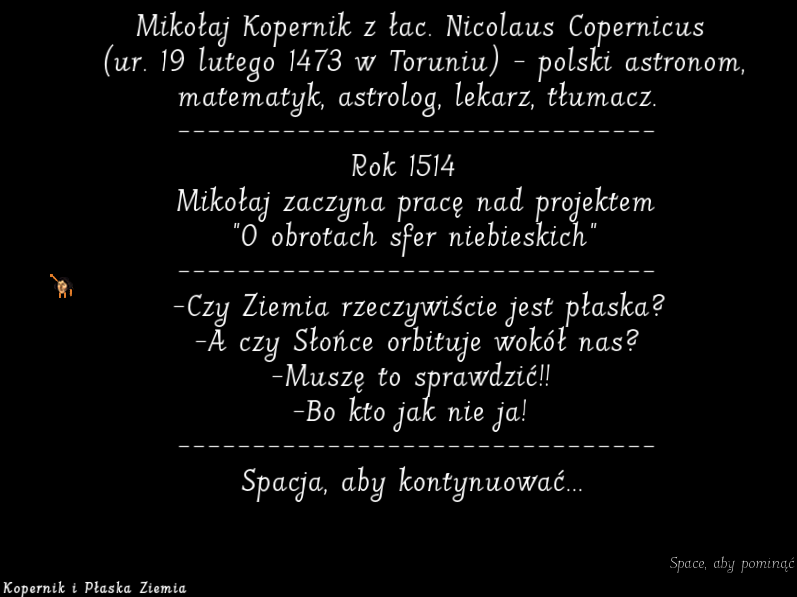 Mikołaj Kopernik z łac. Nicolaus Copernicus
(ur. 19 lutego 1473 w Toruniu) - polski astronom,
matematyk, astrolog, lekarz, tłumacz.
--------------------------------
Rok 1514
Mikołaj zaczyna pracę nad projektem
"O obrotach sfer niebieskich"
--------------------------------
-Czy Ziemia rzeczywiście jest płaska?
-A czy Słońce orbituje wokół nas?
-Muszę to sprawdzić!!
-Bo kto jak nie ja!
--------------------------------
Spacja, aby kontynuować...
Space, aby pominąć
Kopernik i Płaska Ziemia